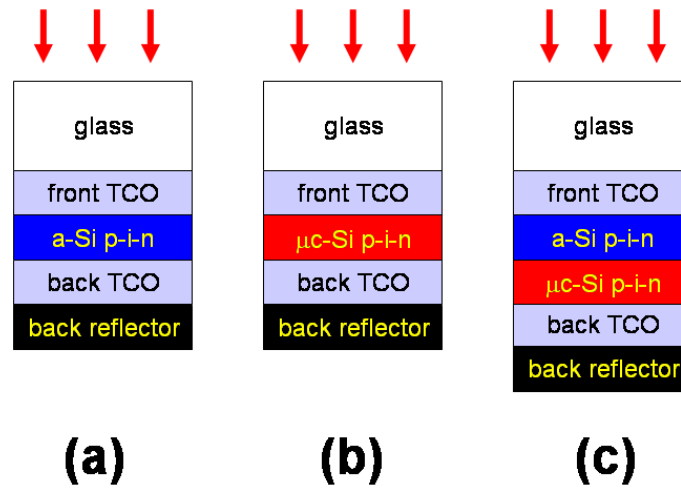 glass
front TCO
a-Si p-i-n
back TCO
back reflector
(a)
glass
front TCO
μc-Si p-i-n
back TCO
back reflector
(b)
glass
front TCO
a-Si p-i-n
μc-Si p-i-n
back TCO
back reflector
(c)